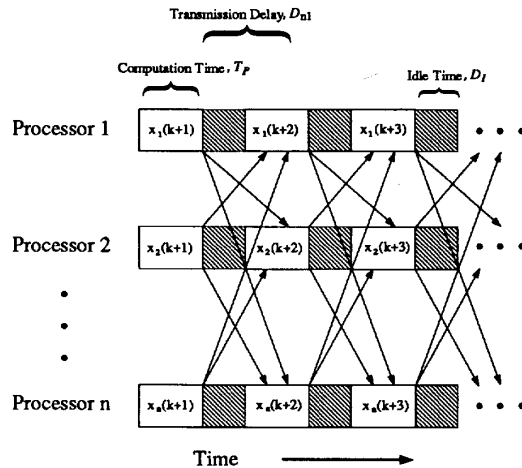 Transmission Delay, D_n1
Computation Time, T_P
Idle Time, D_I
Processor 1
x_1(k+1)
x_1(k+2)
x_1(k+3)
Processor 2
x_2(k+1)
x_2(k+2)
x_2(k+3)
Processor n
x_n(k+1)
x_n(k+2)
x_n(k+3)
Time